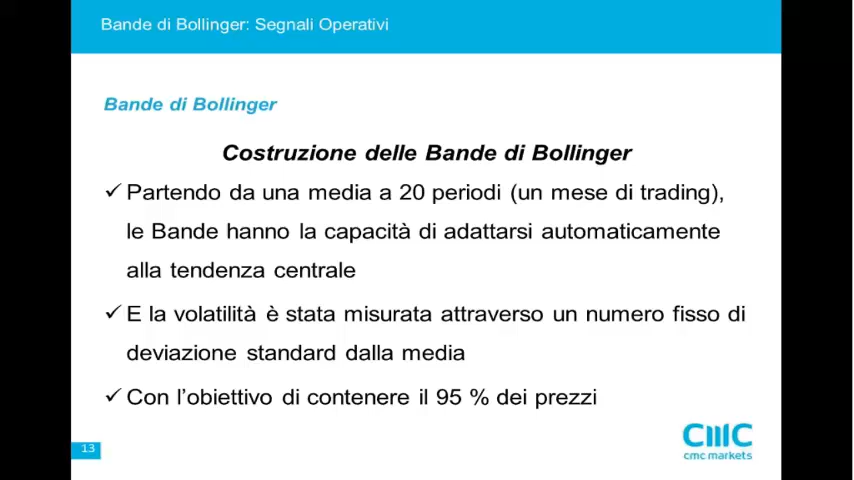 Bande di Bollinger: Segnali Operativi
Bande di Bollinger
Costruzione delle Bande di Bollinger
✓ Partendo da una media a 20 periodi (un mese di trading),
le Bande hanno la capacità di adattarsi automaticamente
alla tendenza centrale
✓ E la volatilità è stata misurata attraverso un numero fisso di
deviazione standard dalla media
✓ Con l’obiettivo di contenere il 95 % dei prezzi
13
CMC
cmc markets